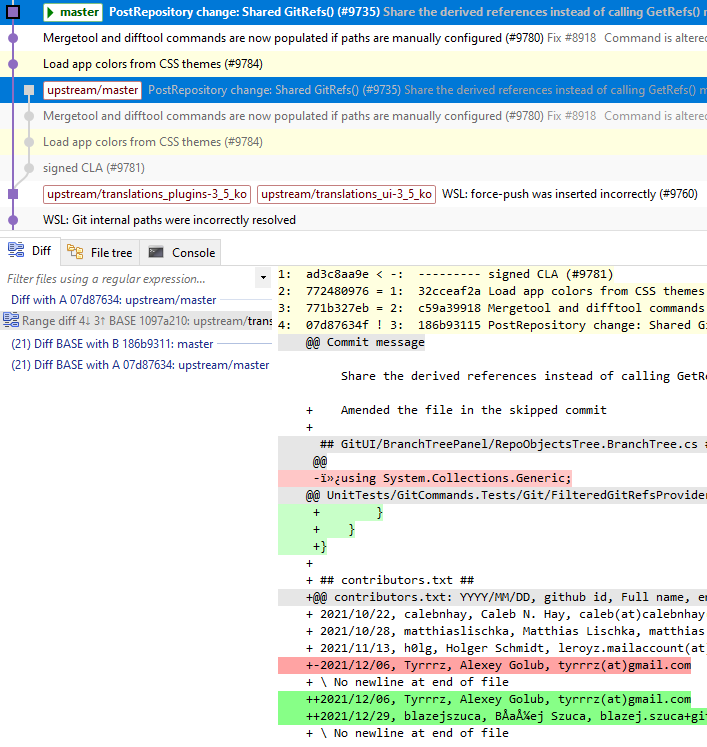 master PostRepository change: Shared GitRefs() (#9735) Share the derived references instead of calling GetRefs() m
Mergetool and difftool commands are now populated if paths are manually configured (#9780) Fix #8918 Command is altere
Load app colors from CSS themes (#9784)
upstream/master PostRepository change: Shared GitRefs() (#9735) Share the derived references instead of calling
Mergetool and difftool commands are now populated if paths are manually configured (#9780) Fix #8918 Command is altere
Load app colors from CSS themes (#9784)
signed CLA (#9781)
upstream/translations_plugins-3_5_ko upstream/translations_ui-3_5_ko WSL: force-push was inserted incorrectly (#9760)
WSL: Git internal paths were incorrectly resolved
Diff File tree Console
Filter files using a regular expression...
Diff with A 07d87634: upstream/master
Range diff 4↓ 3↑ BASE 1097a210: upstream/trans
(21) Diff BASE with B 186b9311: master
(21) Diff BASE with A 07d87634: upstream/master
1: ad3c8aa9e < -: --------- signed CLA (#9781)
2: 772480976 = 1: 32cceaf2a Load app colors from CSS themes
3: 771b327eb = 2: c59a39918 Mergetool and difftool commands
4: 07d87634f ! 3: 186b93115 PostRepository change: Shared Gi
@@ Commit message
Share the derived references instead of calling GetR
+ Amended the file in the skipped commit
+
## GitUI/BranchTreePanel/RepoObjectsTree.BranchTree.cs #
@@
-ï»¿using System.Collections.Generic;
@@ UnitTests/GitCommands.Tests/Git/FilteredGitRefsProvider
+ }
+ }
+}
+
+ ## contributors.txt ##
+@@ contributors.txt: YYYY/MM/DD, github id, Full name, em
+ 2021/10/22, calebnhay, Caleb N. Hay, caleb(at)calebnhay
+ 2021/10/28, matthiaslischka, Matthias Lischka, matthias
+ 2021/11/13, h0lg, Holger Schmidt, leroyz.mailaccount(at
+-2021/12/06, Tyrrrz, Alexey Golub, tyrrrz(at)gmail.com
+ \ No newline at end of file
++2021/12/06, Tyrrrz, Alexey Golub, tyrrrz(at)gmail.com
++2021/12/29, blazejszuca, BÅaÅ¼ej Szuca, blazej.szuca+git
+ \ No newline at end of file